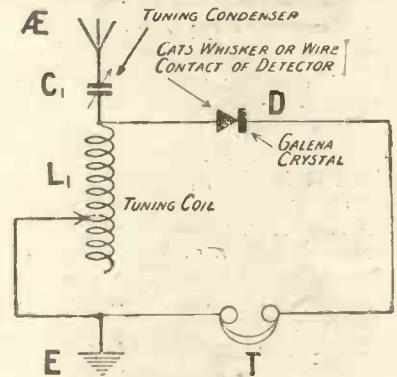 Æ
TUNING CONDENSER
CATS WHISKER OR WIRE
CONTACT OF DETECTOR
C1
D
GALENA
CRYSTAL
L1
TUNING COIL
E
T